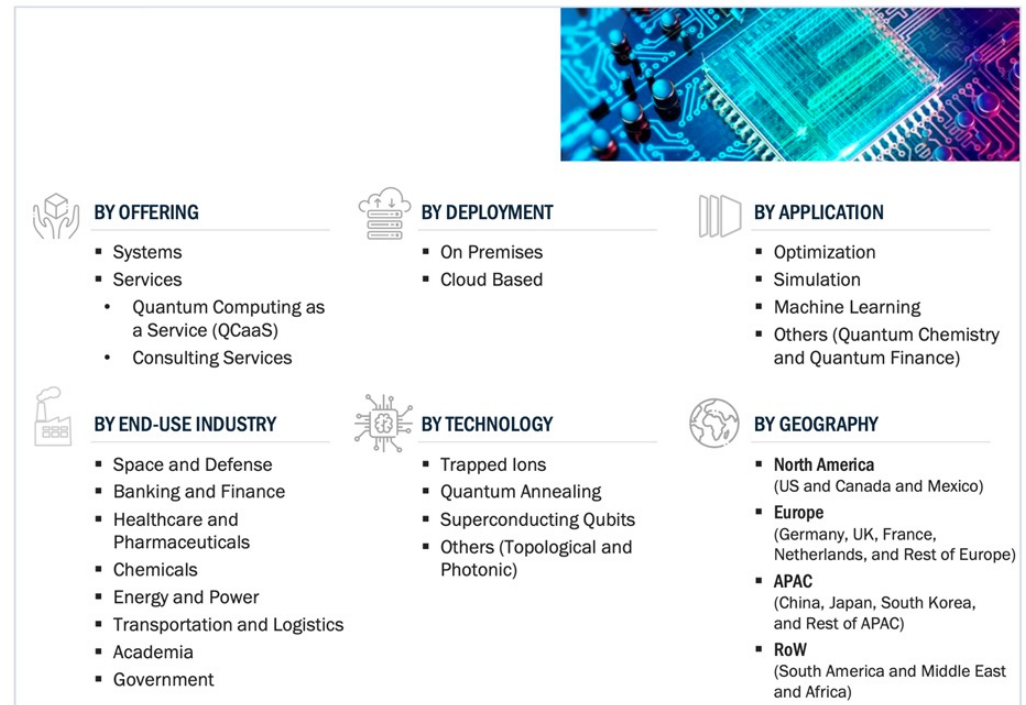 BY OFFERING
▪ Systems
▪ Services
• Quantum Computing as
a Service (QCaaS)
• Consulting Services
BY DEPLOYMENT
▪ On Premises
▪ Cloud Based
BY APPLICATION
▪ Optimization
▪ Simulation
▪ Machine Learning
▪ Others (Quantum Chemistry
and Quantum Finance)
BY END-USE INDUSTRY
▪ Space and Defense
▪ Banking and Finance
▪ Healthcare and
Pharmaceuticals
▪ Chemicals
▪ Energy and Power
▪ Transportation and Logistics
▪ Academia
▪ Government
BY TECHNOLOGY
▪ Trapped Ions
▪ Quantum Annealing
▪ Superconducting Qubits
▪ Others (Topological and
Photonic)
BY GEOGRAPHY
▪ North America
(US and Canada and Mexico)
▪ Europe
(Germany, UK, France,
Netherlands, and Rest of Europe)
▪ APAC
(China, Japan, South Korea,
and Rest of APAC)
▪ RoW
(South America and Middle East
and Africa)